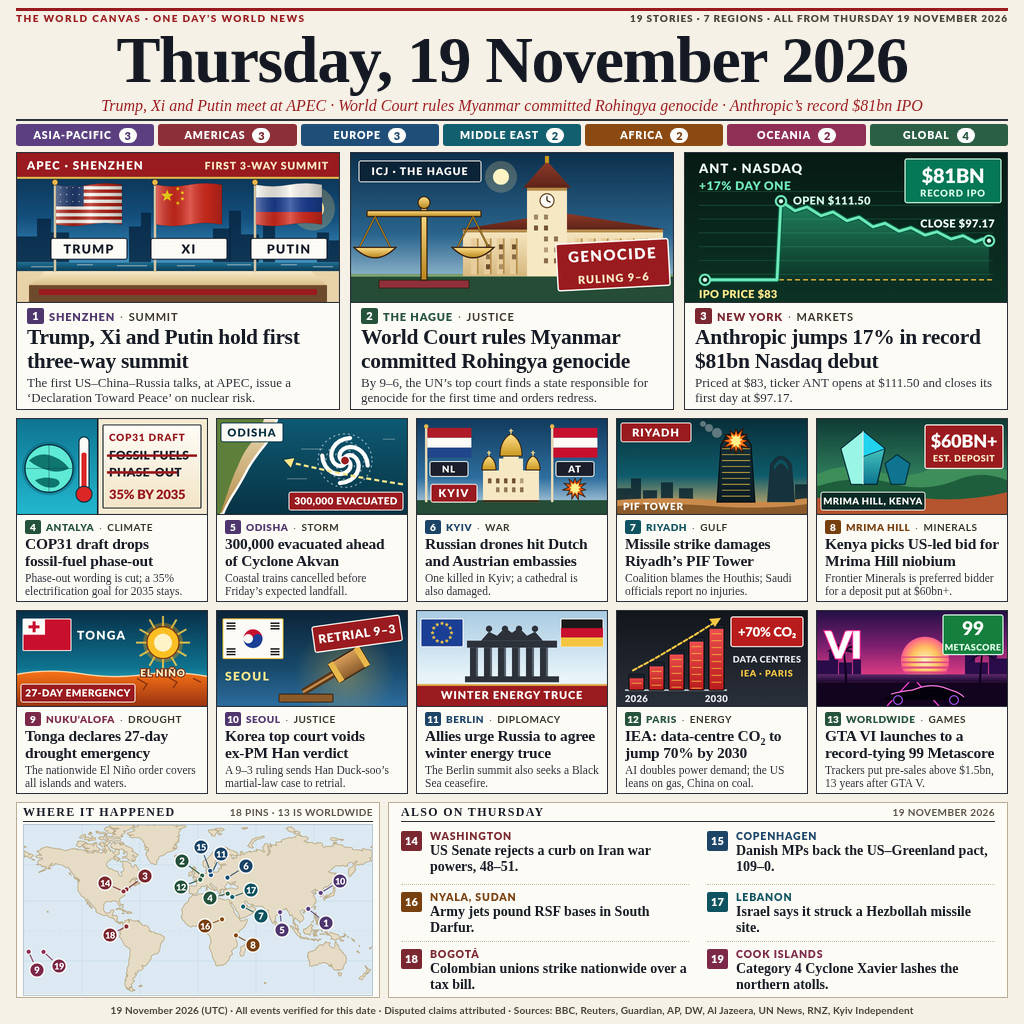 THE WORLD CANVAS · ONE DAY'S WORLD NEWS
19 STORIES · 7 REGIONS · ALL FROM THURSDAY 19 NOVEMBER 2026
Thursday, 19 November 2026
Trump, Xi and Putin meet at APEC · World Court rules Myanmar committed Rohingya genocide · Anthropic's record $81bn IPO
ASIA-PACIFIC 3
AMERICAS 3
EUROPE 3
MIDDLE EAST 2
AFRICA 2
OCEANIA 2
GLOBAL 4
APEC · SHENZHEN
FIRST 3-WAY SUMMIT
TRUMP
XI
PUTIN
1 SHENZHEN · SUMMIT
Trump, Xi and Putin hold first
three-way summit
The first US–China–Russia talks, at APEC, issue a
‘Declaration Toward Peace’ on nuclear risk.
ICJ · THE HAGUE
GENOCIDE
RULING 9–6
2 THE HAGUE · JUSTICE
World Court rules Myanmar
committed Rohingya genocide
By 9–6, the UN’s top court finds a state responsible for
genocide for the first time and orders redress.
ANT · NASDAQ
+17% DAY ONE
$81BN
RECORD IPO
OPEN $111.50
CLOSE $97.17
IPO PRICE $83
3 NEW YORK · MARKETS
Anthropic jumps 17% in record
$81bn Nasdaq debut
Priced at $83, ticker ANT opens at $111.50 and closes its
first day at $97.17.
COP31 DRAFT
FOSSIL FUELS
PHASE-OUT
35% BY 2035
4 ANTALYA · CLIMATE
COP31 draft drops
fossil-fuel phase-out
Phase-out wording is cut; a 35%
electrification goal for 2035 stays.
ODISHA
300,000 EVACUATED
5 ODISHA · STORM
300,000 evacuated ahead
of Cyclone Akvan
Coastal trains cancelled before
Friday’s expected landfall.
NL
AT
KYIV
6 KYIV · WAR
Russian drones hit Dutch
and Austrian embassies
One killed in Kyiv; a cathedral is
also damaged.
RIYADH
PIF TOWER
7 RIYADH · GULF
Missile strike damages
Riyadh’s PIF Tower
Coalition blames the Houthis; Saudi
officials report no injuries.
$60BN+
EST. DEPOSIT
MRIMA HILL, KENYA
8 MRIMA HILL · MINERALS
Kenya picks US-led bid for
Mrima Hill niobium
Frontier Minerals is preferred bidder
for a deposit put at $60bn+.
TONGA
EL NIÑO
27-DAY EMERGENCY
9 NUKUʻALOFA · DROUGHT
Tonga declares 27-day
drought emergency
The nationwide El Niño order covers
all islands and waters.
RETRIAL 9–3
SEOUL
10 SEOUL · JUSTICE
Korea top court voids
ex-PM Han verdict
A 9–3 ruling sends Han Duck-soo’s
martial-law case to retrial.
WINTER ENERGY TRUCE
11 BERLIN · DIPLOMACY
Allies urge Russia to agree
winter energy truce
The Berlin summit also seeks a Black
Sea ceasefire.
+70% CO₂
DATA CENTRES
IEA · PARIS
2026
2030
12 PARIS · ENERGY
IEA: data-centre CO₂ to
jump 70% by 2030
AI doubles power demand; the US
leans on gas, China on coal.
VI
99
METASCORE
13 WORLDWIDE · GAMES
GTA VI launches to a
record-tying 99 Metascore
Trackers put pre-sales above $1.5bn,
13 years after GTA V.
WHERE IT HAPPENED
18 PINS · 13 IS WORLDWIDE
15
11
2
6
3
14
12
4
17
10
7
16
5
1
18
8
9
19
ALSO ON THURSDAY
19 NOVEMBER 2026
14 WASHINGTON
US Senate rejects a curb on Iran war
powers, 48–51.
15 COPENHAGEN
Danish MPs back the US–Greenland pact,
109–0.
16 NYALA, SUDAN
Army jets pound RSF bases in South
Darfur.
17 LEBANON
Israel says it struck a Hezbollah missile
site.
18 BOGOTÁ
Colombian unions strike nationwide over a
tax bill.
19 COOK ISLANDS
Category 4 Cyclone Xavier lashes the
northern atolls.
19 November 2026 (UTC) · All events verified for this date · Disputed claims attributed · Sources: BBC, Reuters, Guardian, AP, DW, Al Jazeera, UN News, RNZ, Kyiv Independent